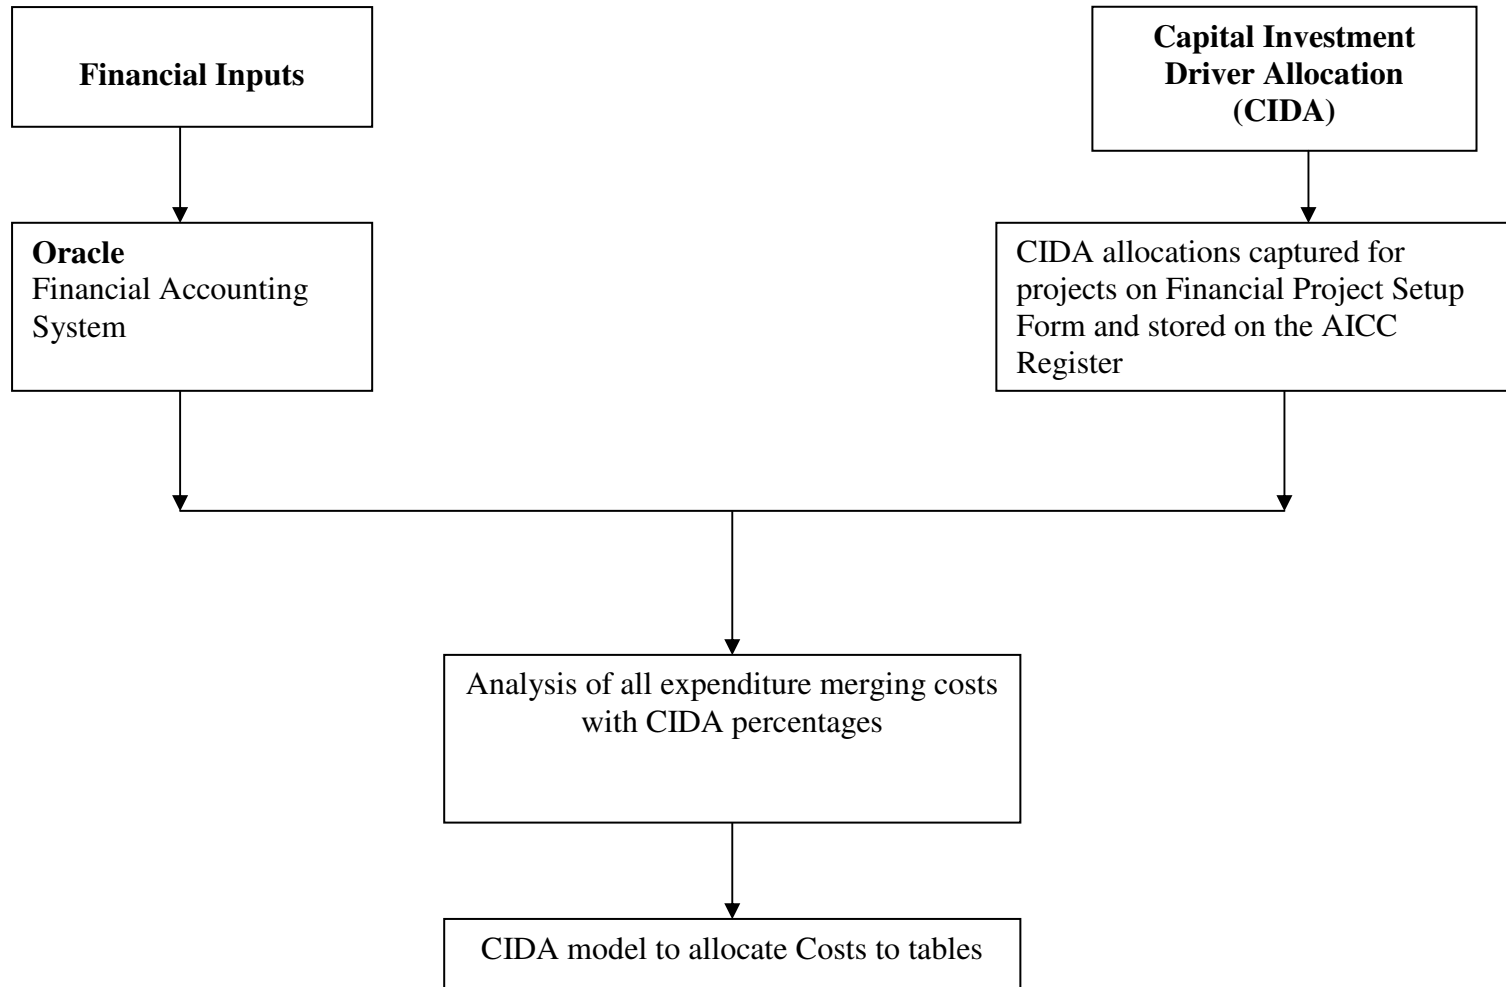 Financial Inputs
Capital Investment
Driver Allocation
(CIDA)
Oracle
Financial Accounting
System
CIDA allocations captured for
projects on Financial Project Setup
Form and stored on the AICC
Register
Analysis of all expenditure merging costs
with CIDA percentages
CIDA model to allocate Costs to tables